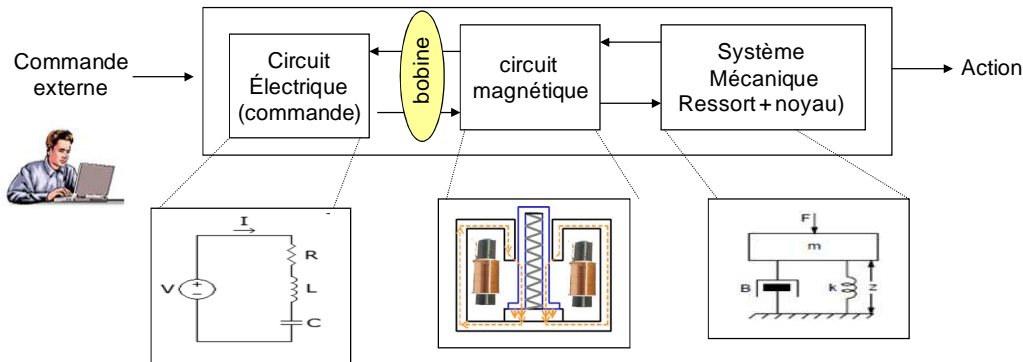 Commande
externe
Circuit
Électrique
(commande)
bobine
circuit
magnétique
Système
Mécanique
Ressort + noyau)
Action
I
R
L
C
V
+
-
F
m
B
k
z